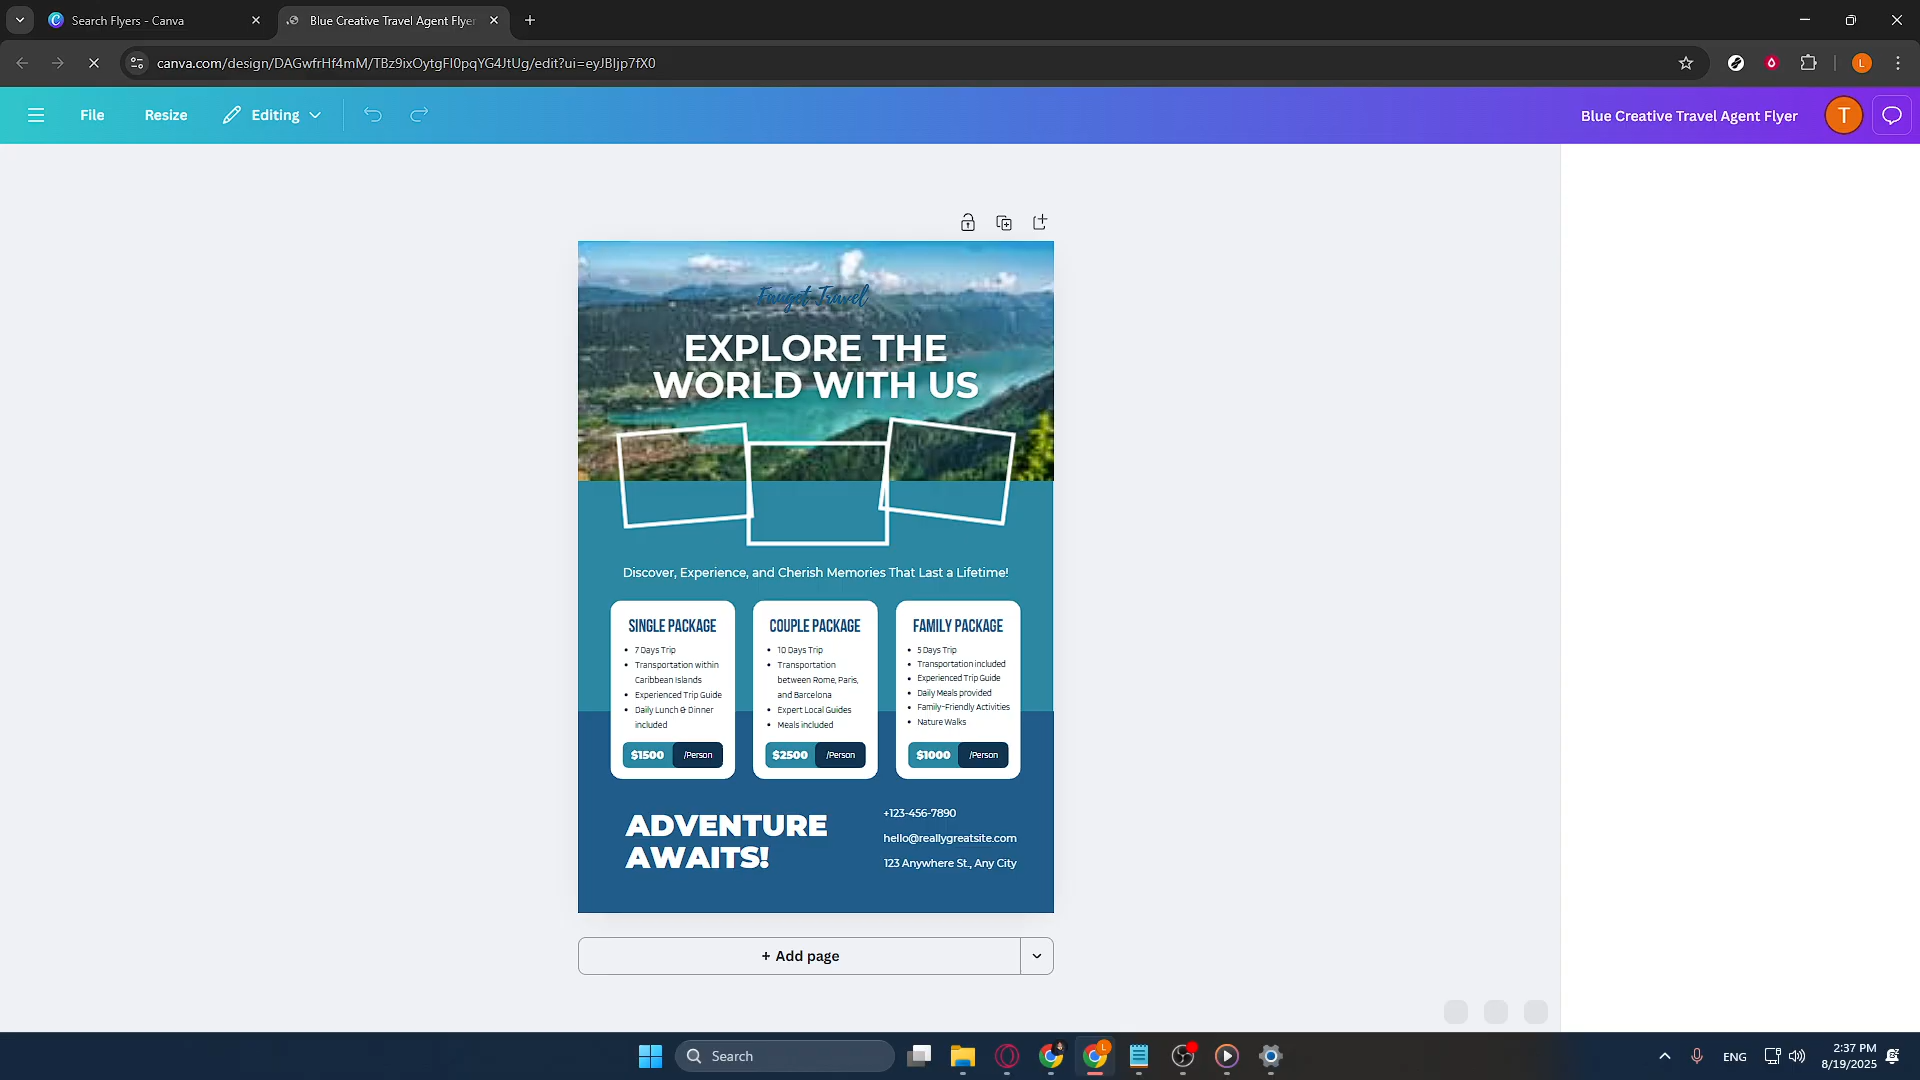 Search Flyers - Canva
Blue Creative Travel Agent Flyer
canva.com/design/DAGwfrHf4mM/TBz9ixOytgFI0pqYG4JtUg/edit?ui=eyJBIjp7fX0
L
File
Resize
Editing
Blue Creative Travel Agent Flyer
T
Fauget Travel
EXPLORE THE
WORLD WITH US
Discover, Experience, and Cherish Memories That Last a Lifetime!
SINGLE PACKAGE
• 7 Days Trip
• Transportation within
Caribbean Islands
• Experienced Trip Guide
• Daily Lunch & Dinner
included
$1500 /Person
COUPLE PACKAGE
• 10 Days Trip
• Transportation
between Rome, Paris,
and Barcelona
• Expert Local Guides
• Meals included
$2500 /Person
FAMILY PACKAGE
• 5 Days Trip
• Transportation included
• Experienced Trip Guide
• Daily Meals provided
• Family-Friendly Activities
• Nature Walks
$1000 /Person
ADVENTURE
AWAITS!
+123-456-7890
hello@reallygreatsite.com
123 Anywhere St., Any City
+ Add page
Search
L
ENG
2:37 PM
8/19/2025